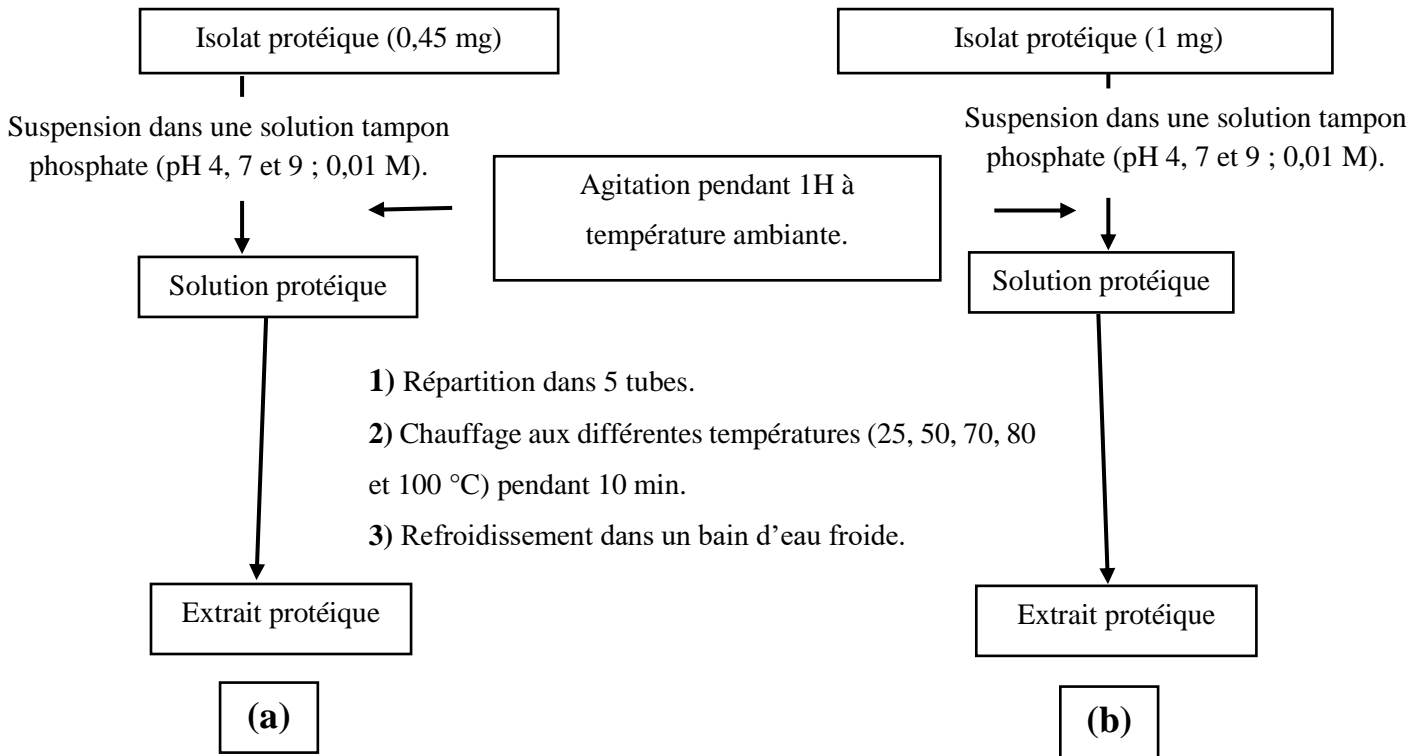 Isolat protéique (0,45 mg)
Suspension dans une solution tampon
phosphate (pH 4, 7 et 9 ; 0,01 M).
Isolat protéique (1 mg)
Suspension dans une solution tampon
phosphate (pH 4, 7 et 9 ; 0,01 M).
Agitation pendant 1H à
température ambiante.
Solution protéique
Solution protéique
1) Répartition dans 5 tubes.
2) Chauffage aux différentes températures (25, 50, 70, 80
et 100 °C) pendant 10 min.
3) Refroidissement dans un bain d’eau froide.
Extrait protéique
Extrait protéique
(a)
(b)